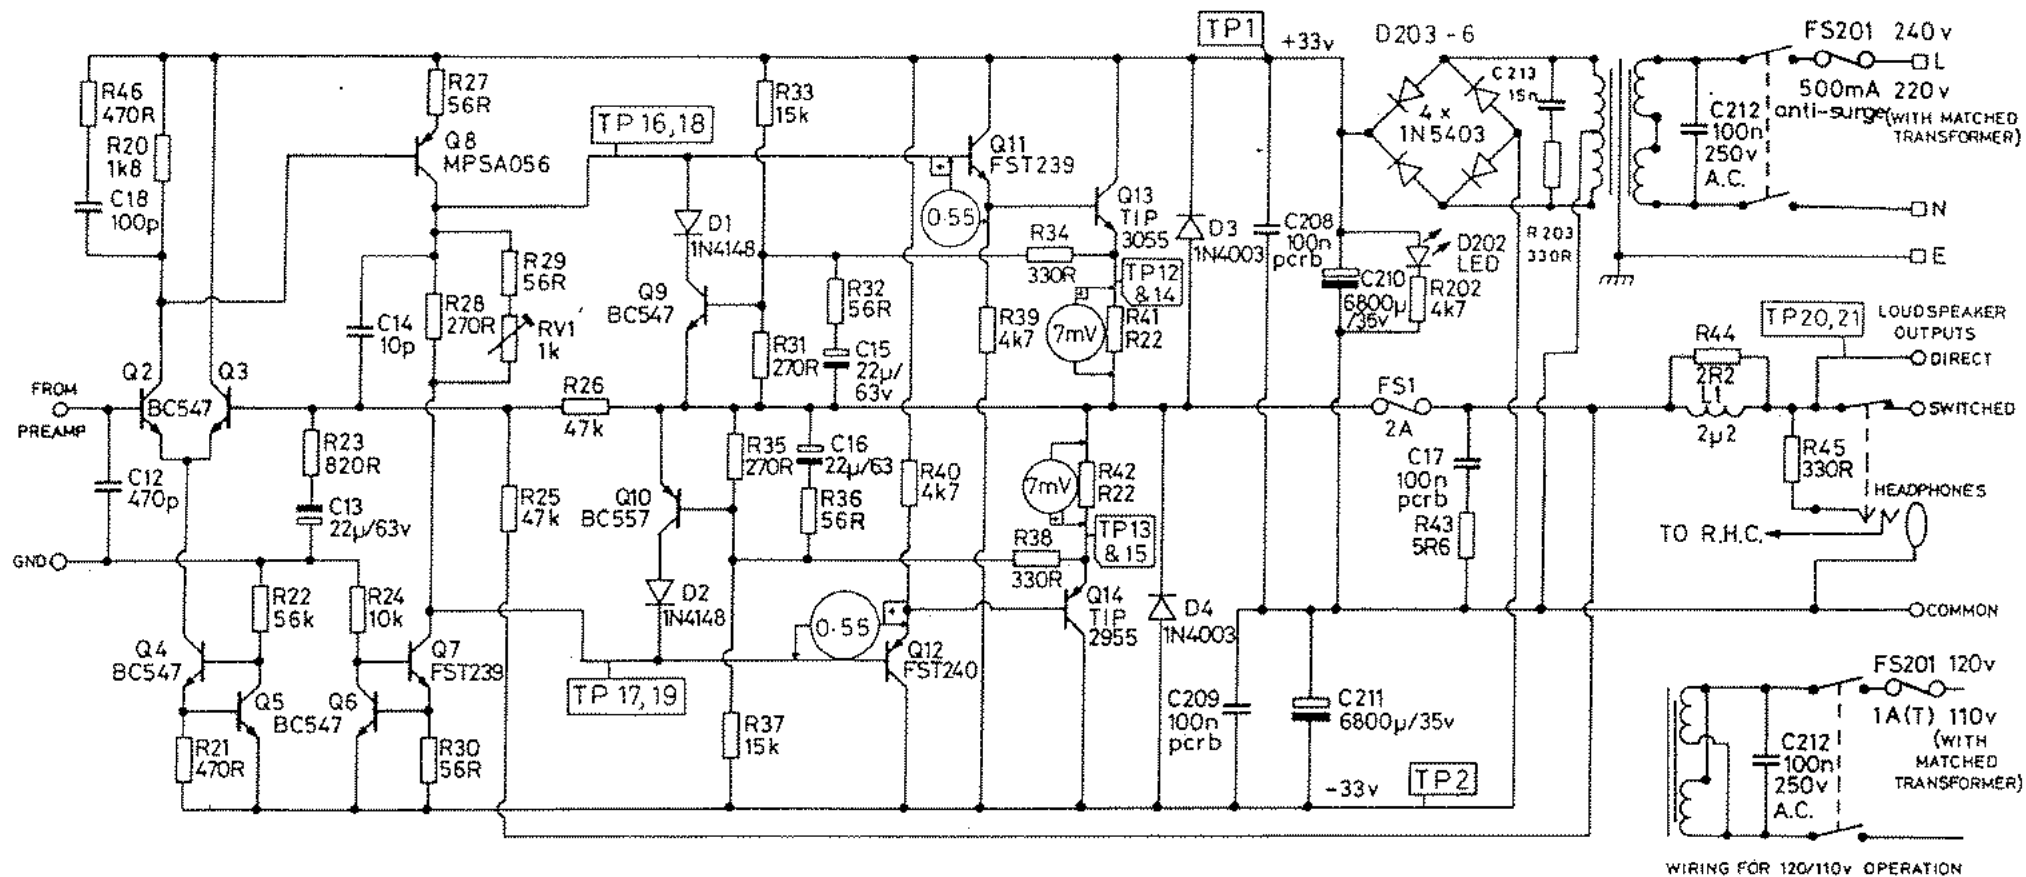 TP1
+33v
D203-6
FS201 240v
L
500mA 220v
anti-surge (WITH MATCHED
TRANSFORMER)
R46
470R
R20
1k8
C18
100p
R27
56R
Q8
MPSA056
TP 16,18
R33
15k
Q11
FST239
0·55
+
Q13
TIP
3055
D3
1N4003
C208
100n
pcrb
4 x
1N5403
C213
15n
R203
330R
C212
100n
250v
A.C.
N
E
D202
LED
R202
4k7
C210
6800µ
/35v
D1
1N4148
R34
330R
TP12
&14
+
7mV
R41
R22
R29
56R
RV1
1k
R28
270R
C14
10p
Q9
BC547
R32
56R
R31
270R
C15
22µ/
63v
R39
4k7
TP20,21
LOUDSPEAKER
OUTPUTS
DIRECT
R44
2R2
L1
2µ2
SWITCHED
FROM
PREAMP
Q2
Q3
BC547
R26
47k
FS1
2A
R23
820R
C12
470p
C13
22µ/63v
R25
47k
Q10
BC557
R35
270R
C16
22µ/63
R36
56R
R40
4k7
7mV
+
R42
R22
TP13
&15
R38
330R
C17
100n
pcrb
R43
5R6
R45
330R
HEADPHONES
TO R.H.C.
GND
R22
56k
R24
10k
D2
1N4148
0·55
+
Q14
TIP
2955
D4
1N4003
COMMON
Q4
BC547
Q5
BC547
Q6
Q7
FST239
Q12
FST240
TP 17,19
R21
470R
R30
56R
R37
15k
C209
100n
pcrb
C211
6800µ/35v
-33v
TP2
FS201 120v
1A(T) 110v
(WITH
MATCHED
TRANSFORMER)
C212
100n
250v
A.C.
WIRING FOR 120/110v OPERATION